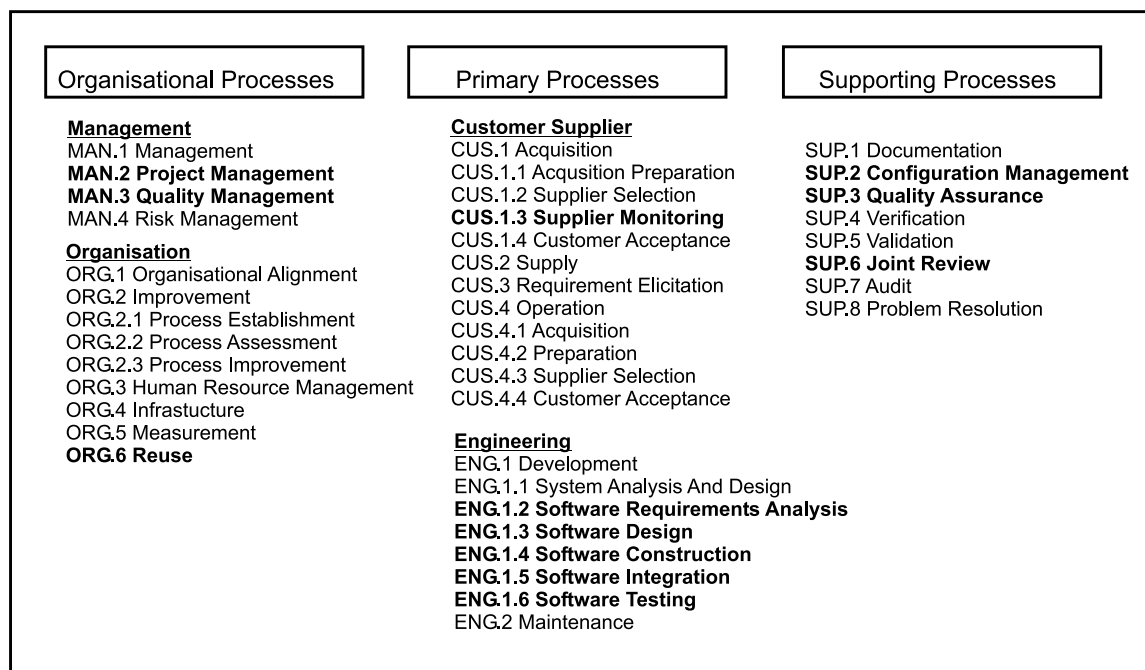 Organisational Processes
Management
MAN.1 Management
MAN.2 Project Management
MAN.3 Quality Management
MAN.4 Risk Management
Organisation
ORG.1 Organisational Alignment
ORG.2 Improvement
ORG.2.1 Process Establishment
ORG.2.2 Process Assessment
ORG.2.3 Process Improvement
ORG.3 Human Resource Management
ORG.4 Infrastucture
ORG.5 Measurement
ORG.6 Reuse
Primary Processes
Customer Supplier
CUS.1 Acquisition
CUS.1.1 Acqusition Preparation
CUS.1.2 Supplier Selection
CUS.1.3 Supplier Monitoring
CUS.1.4 Customer Acceptance
CUS.2 Supply
CUS.3 Requirement Elicitation
CUS.4 Operation
CUS.4.1 Acquisition
CUS.4.2 Preparation
CUS.4.3 Supplier Selection
CUS.4.4 Customer Acceptance
Engineering
ENG.1 Development
ENG.1.1 System Analysis And Design
ENG.1.2 Software Requirements Analysis
ENG.1.3 Software Design
ENG.1.4 Software Construction
ENG.1.5 Software Integration
ENG.1.6 Software Testing
ENG.2 Maintenance
Supporting Processes
SUP.1 Documentation
SUP.2 Configuration Management
SUP.3 Quality Assurance
SUP.4 Verification
SUP.5 Validation
SUP.6 Joint Review
SUP.7 Audit
SUP.8 Problem Resolution